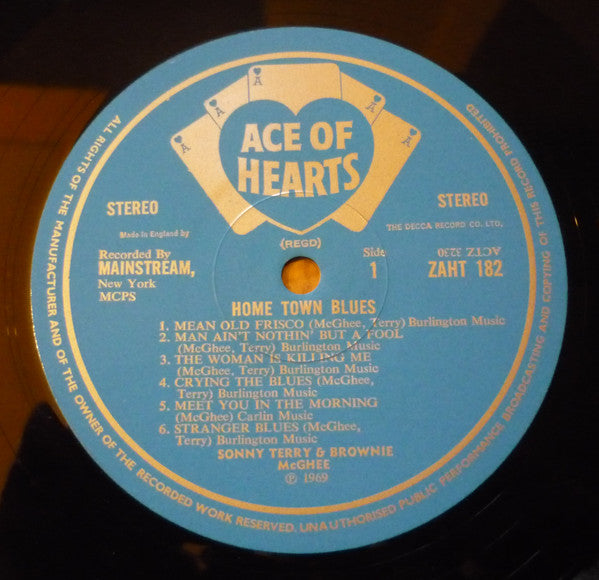 ALL RIGHTS OF THE MANUFACTURER AND OF THE OWNER OF THE RECORDED WORK RESERVED. UNAUTHORISED PUBLIC PERFORMANCE BROADCASTING AND COPYING OF THIS RECORD PROHIBITED
A A A A
ACE OF
HEARTS
STEREO STEREO
Made in England by THE DECCA RECORD CO. LTD,
(REGD)
Recorded By
MAINSTREAM,
New York
MCPS
Side
1
ACTZ 3230
ZAHT 182
HOME TOWN BLUES
1. MEAN OLD FRISCO (McGhee, Terry) Burlington Music
2. MAN AIN'T NOTHIN' BUT A FOOL
(McGhee, Terry) Burlington Music
3. THE WOMAN IS KILLING ME
(McGhee, Terry) Burlington Music
4. CRYING THE BLUES (McGhee,
Terry) Burlington Music
5. MEET YOU IN THE MORNING
(McGhee) Carlin Music
6. STRANGER BLUES (McGhee,
Terry) Burlington Music
SONNY TERRY & BROWNIE
McGHEE
Ⓟ 1969